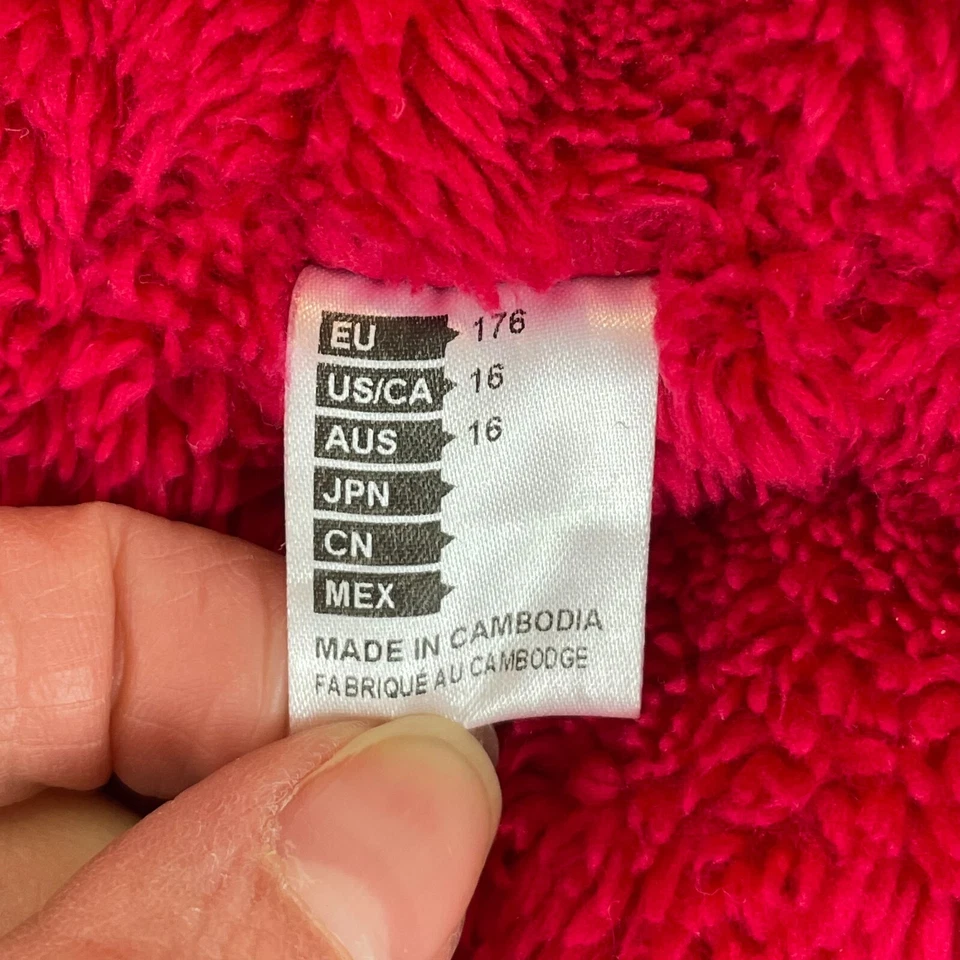 EU 176
US/CA 16
AUS 16
JPN
CN
MEX
MADE IN CAMBODIA
FABRIQUÉ AU CAMBODGE